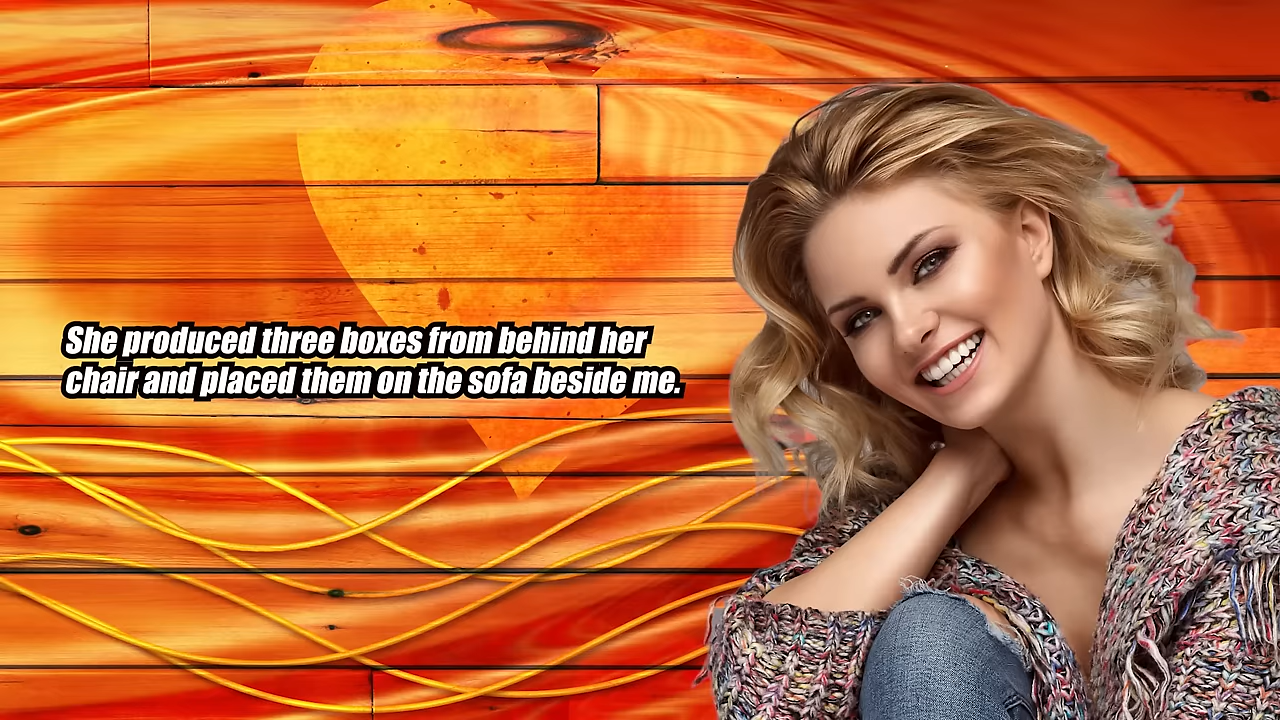 She produced three boxes from behind her
chair and placed them on the sofa beside me.